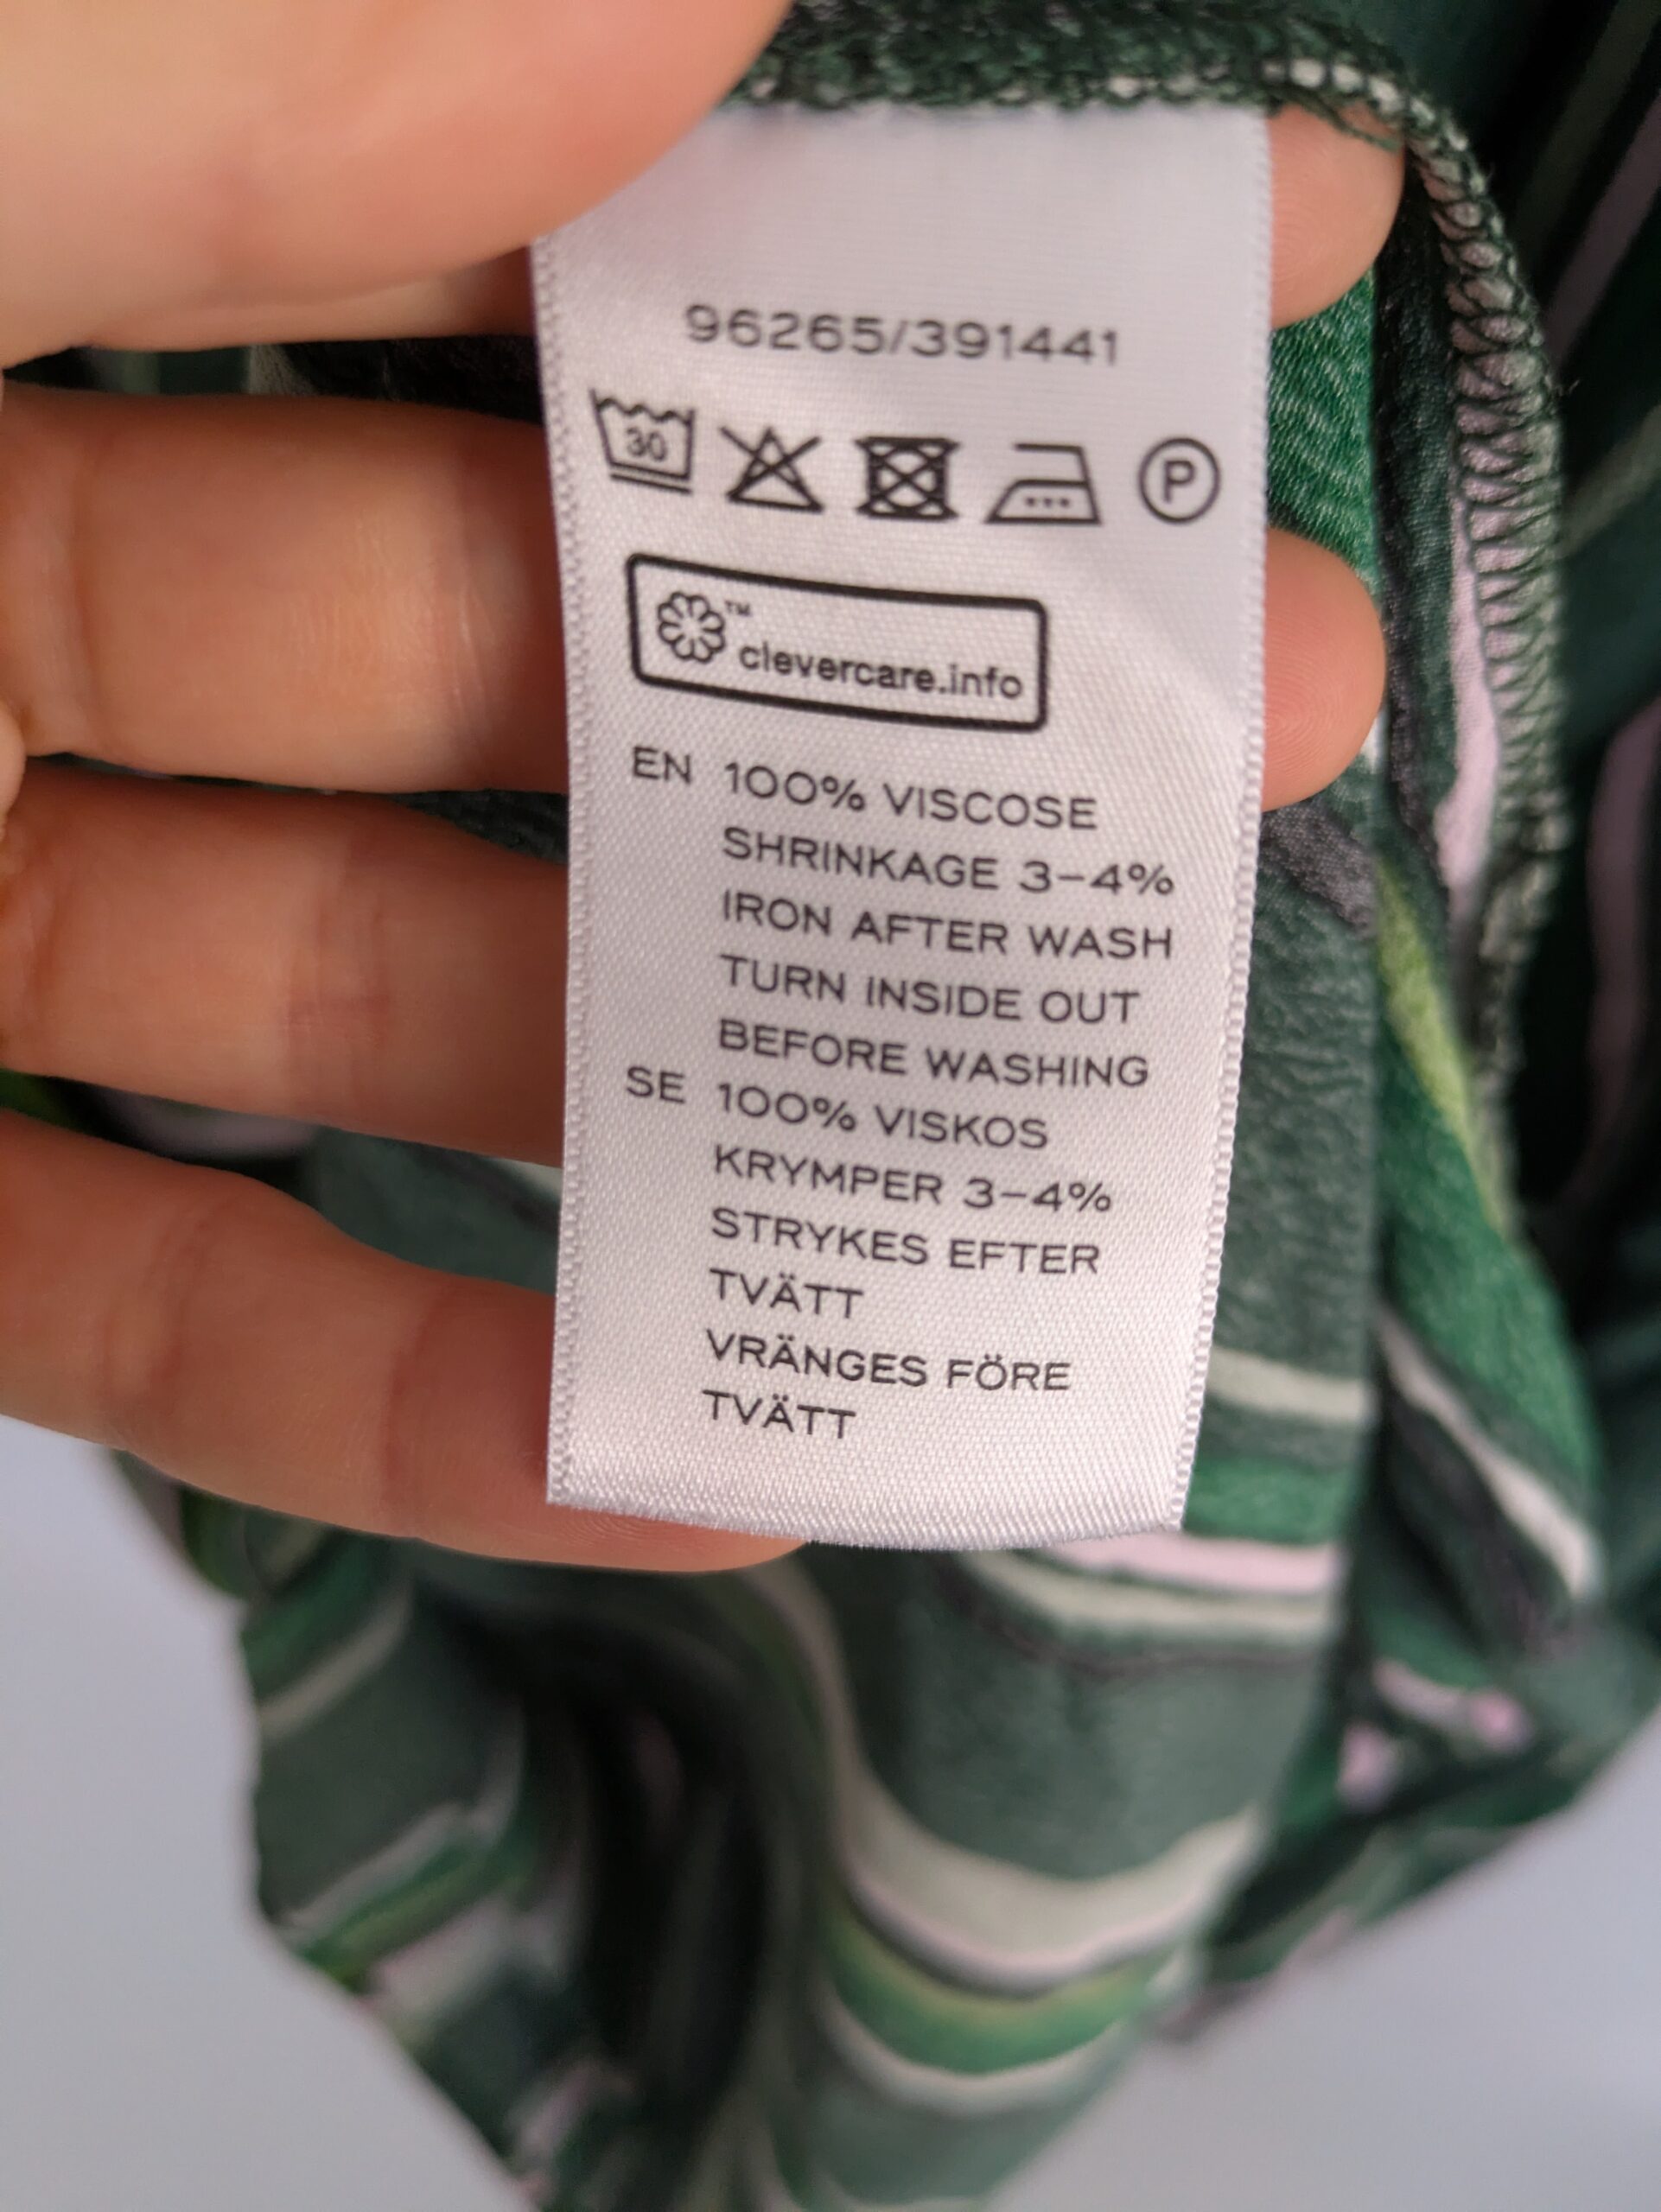 96265/391441
30 P
™
clevercare.info
EN 100% VISCOSE
SHRINKAGE 3–4%
IRON AFTER WASH
TURN INSIDE OUT
BEFORE WASHING
SE 100% VISKOS
KRYMPER 3–4%
STRYKES EFTER
TVÄTT
VRÄNGES FÖRE
TVÄTT